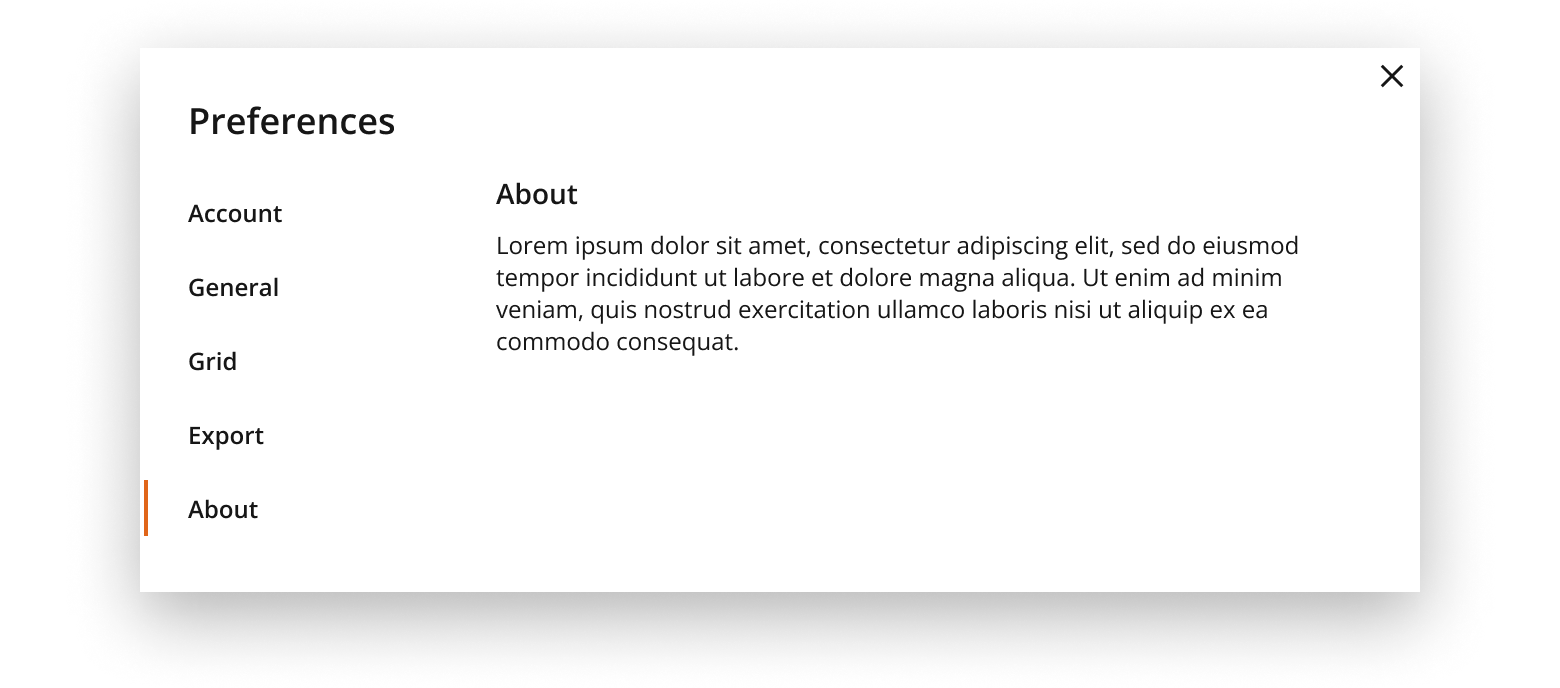 Preferences
Account
General
Grid
Export
About
About
Lorem ipsum dolor sit amet, consectetur adipiscing elit, sed do eiusmod
tempor incididunt ut labore et dolore magna aliqua. Ut enim ad minim
veniam, quis nostrud exercitation ullamco laboris nisi ut aliquip ex ea
commodo consequat.